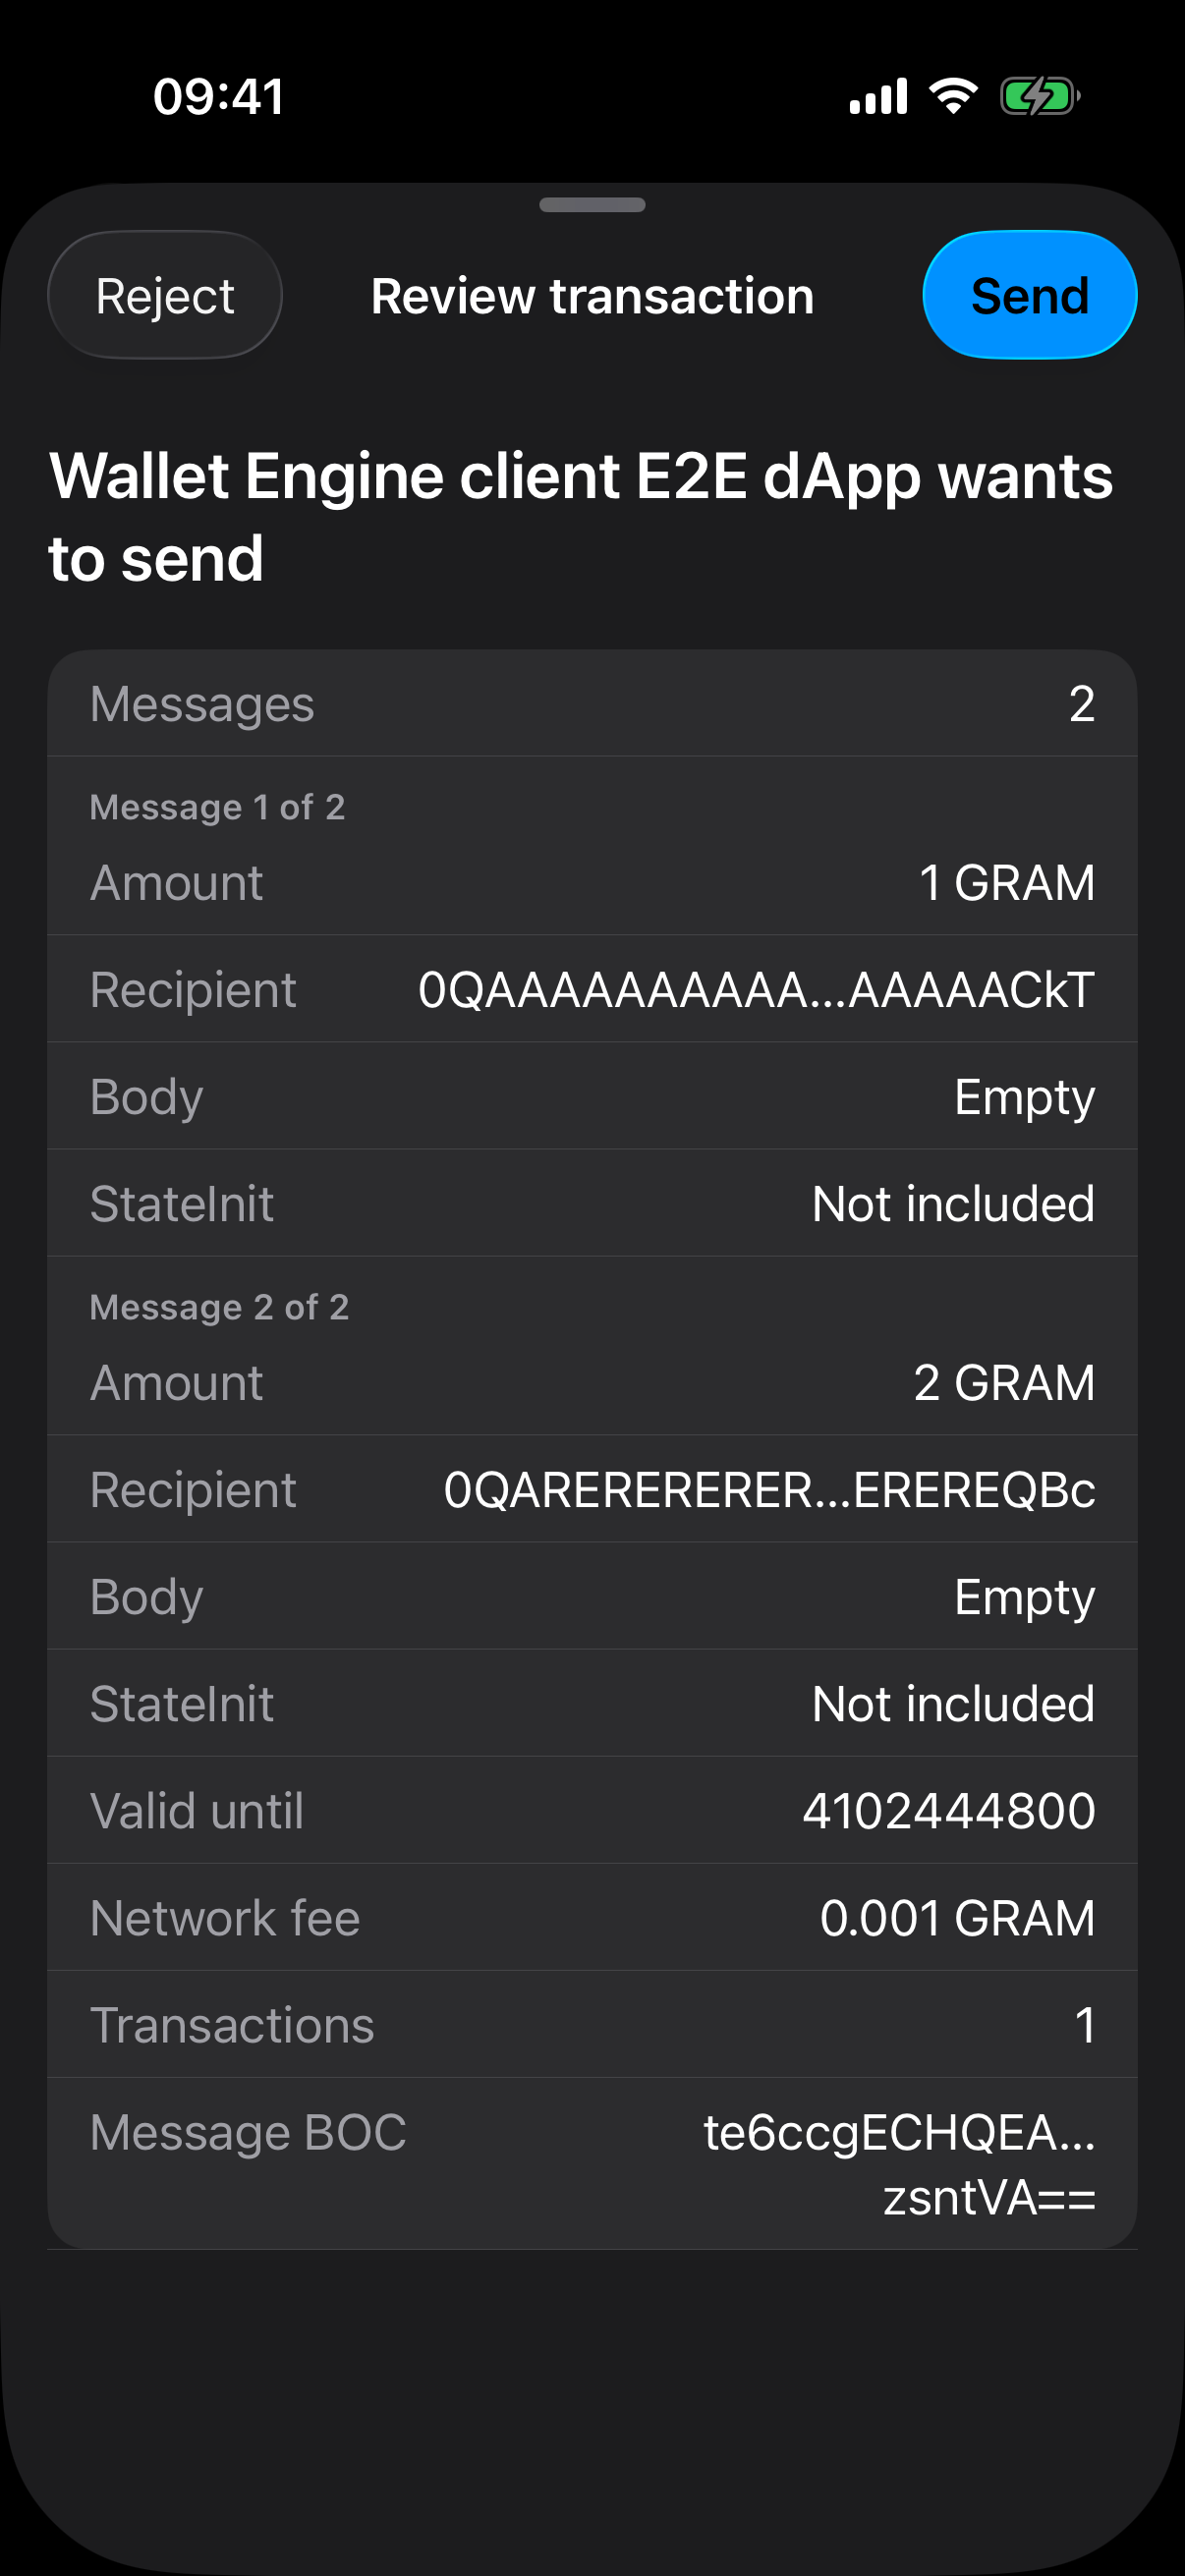 09:41
Reject
Review transaction
Send
Wallet Engine client E2E dApp wants
to send
Messages 2
Message 1 of 2
Amount 1 GRAM
Recipient 0QAAAAAAAAAA...AAAAACkT
Body Empty
StateInit Not included
Message 2 of 2
Amount 2 GRAM
Recipient 0QARERERERER...EREREQBc
Body Empty
StateInit Not included
Valid until 4102444800
Network fee 0.001 GRAM
Transactions 1
Message BOC te6ccgECHQEA...
zsntVA==